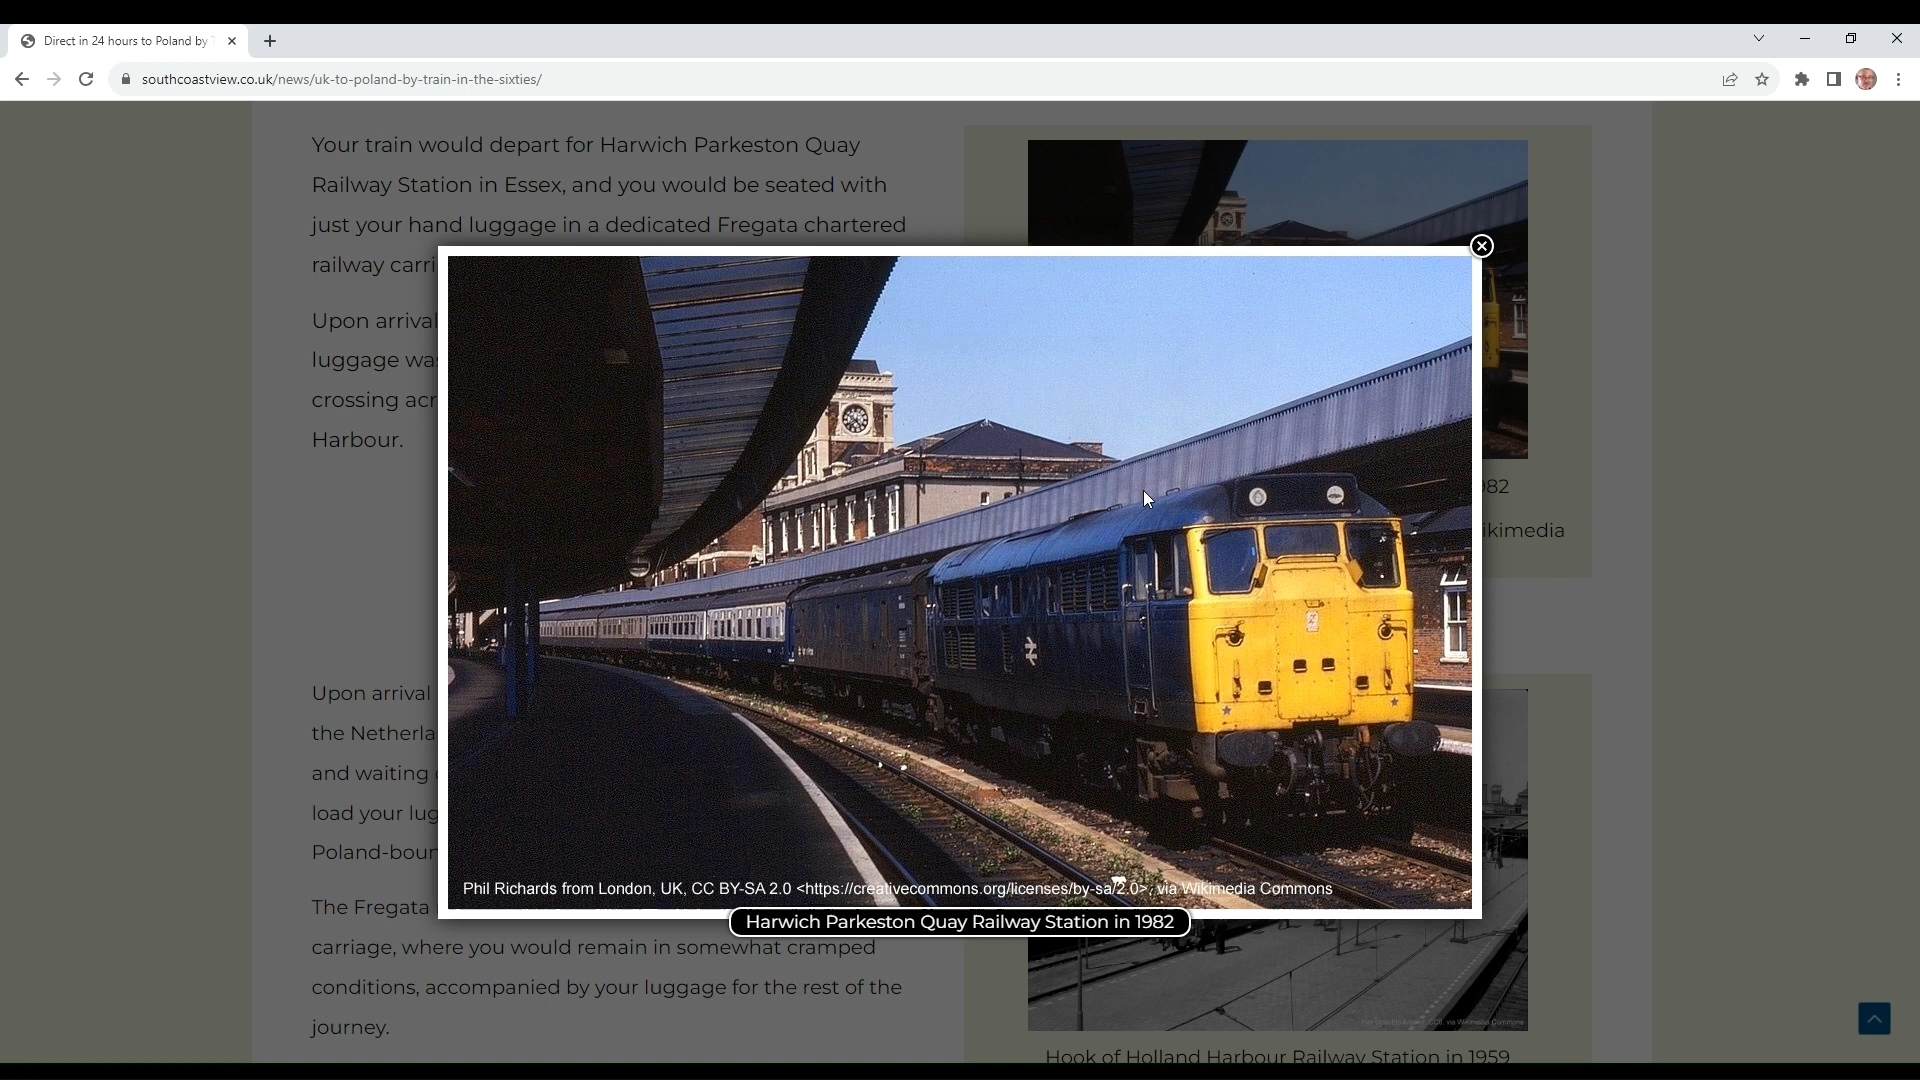 Direct in 24 hours to Poland by
southcoastview.co.uk/news/uk-to-poland-by-train-in-the-sixties/
Your train would depart for Harwich Parkeston Quay
Railway Station in Essex, and you would be seated with
just your hand luggage in a dedicated Fregata chartered
railway carri
Upon arrival
luggage was
crossing acr
Harbour.
982
ikimedia
Phil Richards from London, UK, CC BY-SA 2.0 <https://creativecommons.org/licenses/by-sa/2.0>, via Wikimedia Commons
Harwich Parkeston Quay Railway Station in 1982
Upon arrival
the Netherla
and waiting
load your lug
Poland-boun
The Fregata
carriage, where you would remain in somewhat cramped
conditions, accompanied by your luggage for the rest of the
journey.
Hook of Holland Harbour Railway Station in 1959